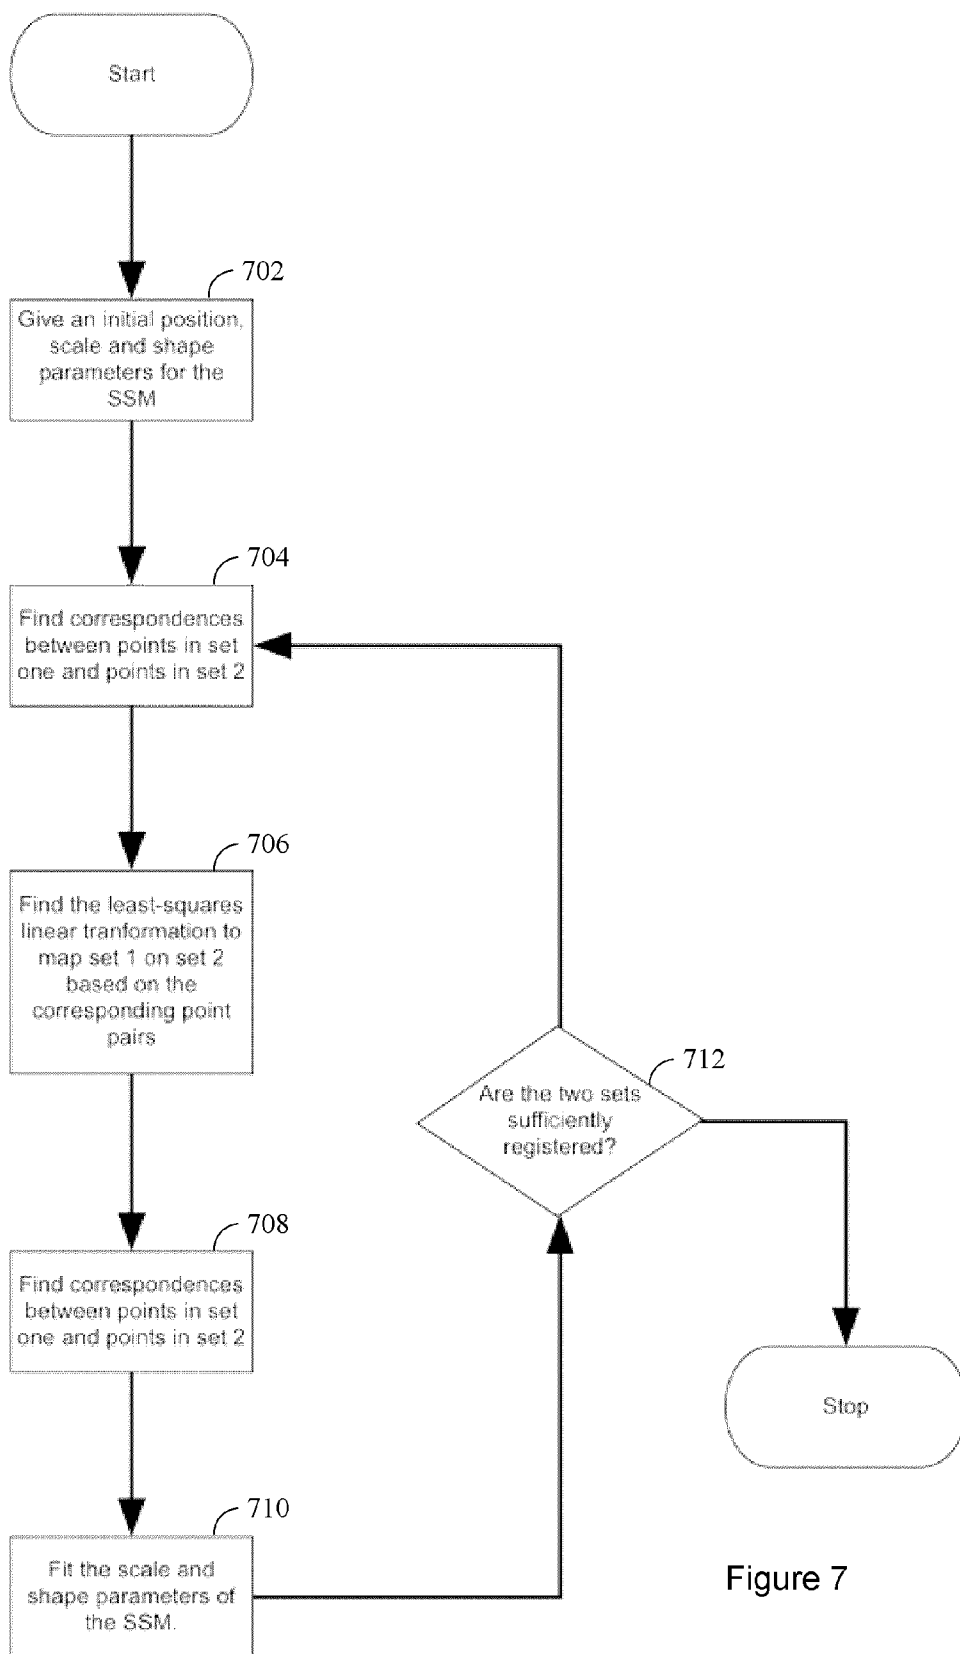 Start
702
Give an initial position,
scale and shape
parameters for the
SSM
704
Find correspondences
between points in set
one and points in set 2
706
Find the least-squares
linear tranformation to
map set 1 on set 2
based on the
corresponding point
pairs
712
Are the two sets
sufficiently
registered?
708
Find correspondences
between points in set
one and points in set 2
Stop
710
Fit the scale and
shape parameters of
the SSM.
Figure 7